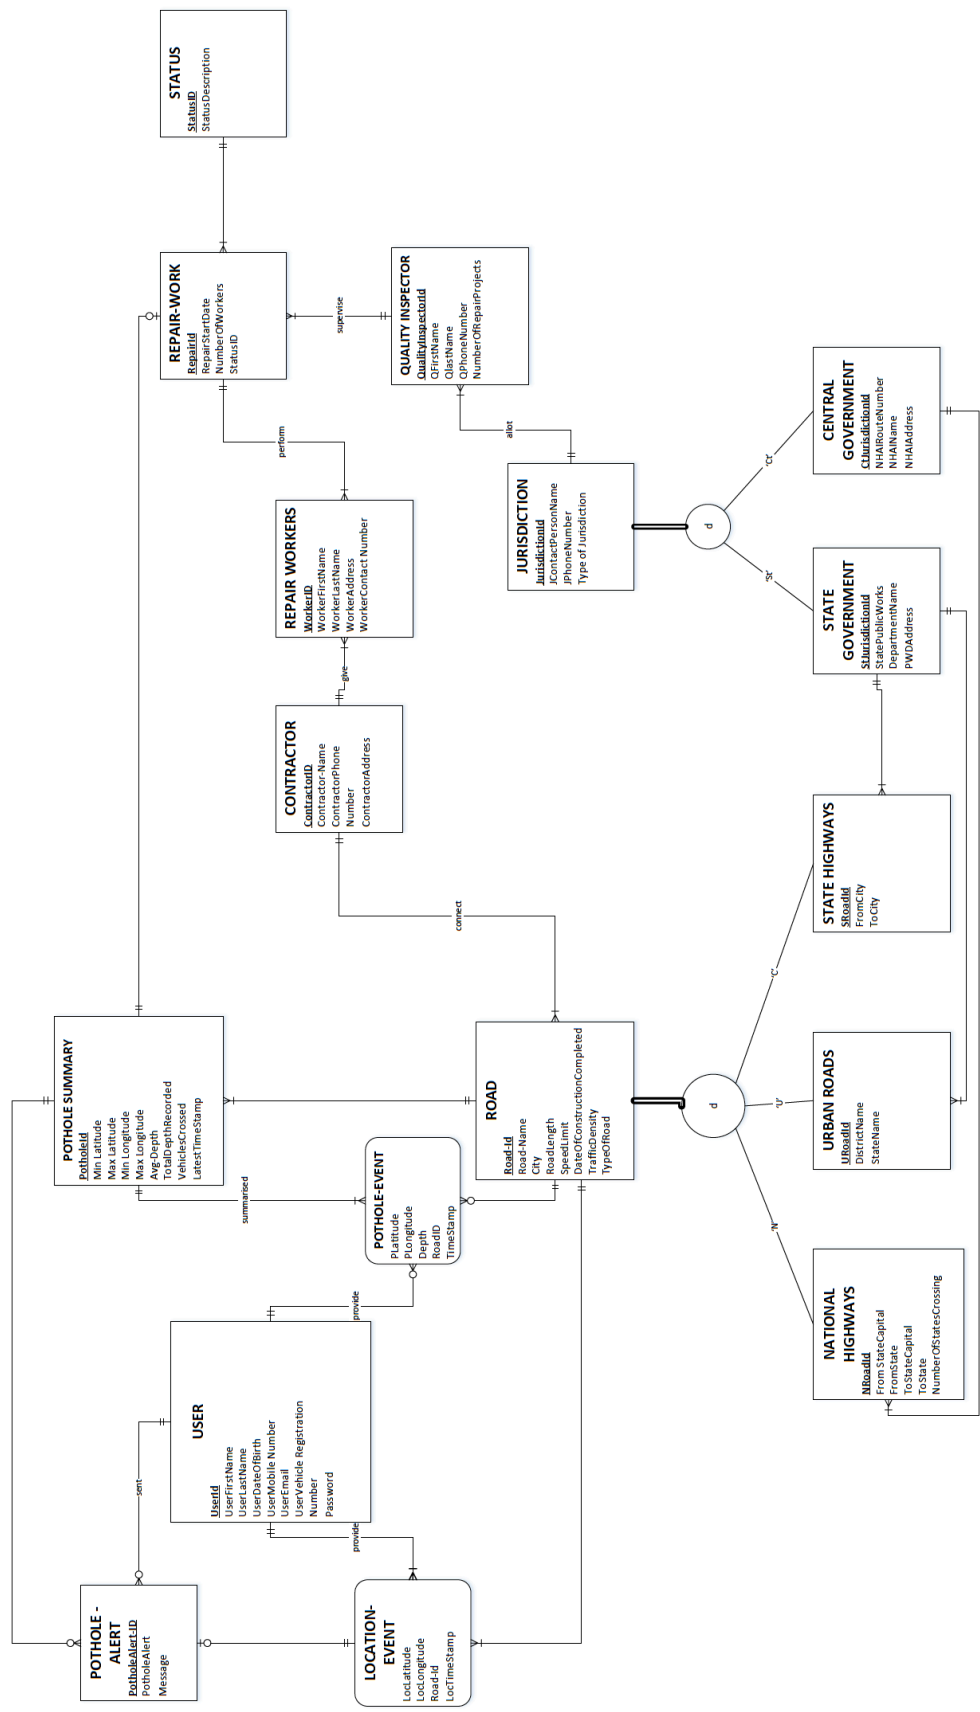 STATUS
StatusID
StatusDescription
REPAIR-WORK
RepairId
RepairStartDate
NumberOfWorkers
StatusID
supervise
QUALITY INSPECTOR
QualityInspectorId
QFirstName
QlastName
QPhoneNumber
NumberOfRepairProjects
perform
allot
REPAIR WORKERS
WorkerID
WorkerFirstName
WorkerLastName
WorkerAddress
WorkerContact Number
JURISDICTION
JurisdictionId
JContactPersonName
JPhoneNumber
Type of Jurisdiction
d
'Ct'
'St'
CENTRAL
GOVERNMENT
CtJurisdictionId
NHAIRouteNumber
NHAIName
NHAIAddress
STATE
GOVERNMENT
StJurisdictionId
StatePublicWorks
DepartmentName
PWDAddress
give
CONTRACTOR
ContractorID
Contractor-Name
ContractorPhone
Number
ContractorAddress
connect
STATE HIGHWAYS
SRoadId
FromCity
ToCity
POTHOLE SUMMARY
PotholeId
Min Latitude
Max Latitude
Min Longitude
Max Longitude
Avg-Depth
TotalDepthRecorded
VehiclesCrossed
LatestTimeStamp
ROAD
Road-Id
Road-Name
City
RoadLength
SpeedLimit
DateOfConstructionCompleted
TrafficDensity
TypeOfRoad
d
'C'
'U'
'N'
URBAN ROADS
URoadId
DistrictName
StateName
summarised
POTHOLE-EVENT
PLatitude
PLongitude
Depth
RoadID
TimeStamp
provide
NATIONAL
HIGHWAYS
NRoadId
From StateCapital
FromState
ToStateCapital
ToState
NumberOfStatesCrossing
USER
UserId
UserFirstName
UserLastName
UserDateOfBirth
UserMobile Number
UserEmail
UserVehicle Registration
Number
Password
sent
provide
POTHOLE -
ALERT
PotholeAlert-ID
PotholeAlert
Message
LOCATION-
EVENT
LocLatitude
LocLongitude
Road-Id
LocTimeStamp